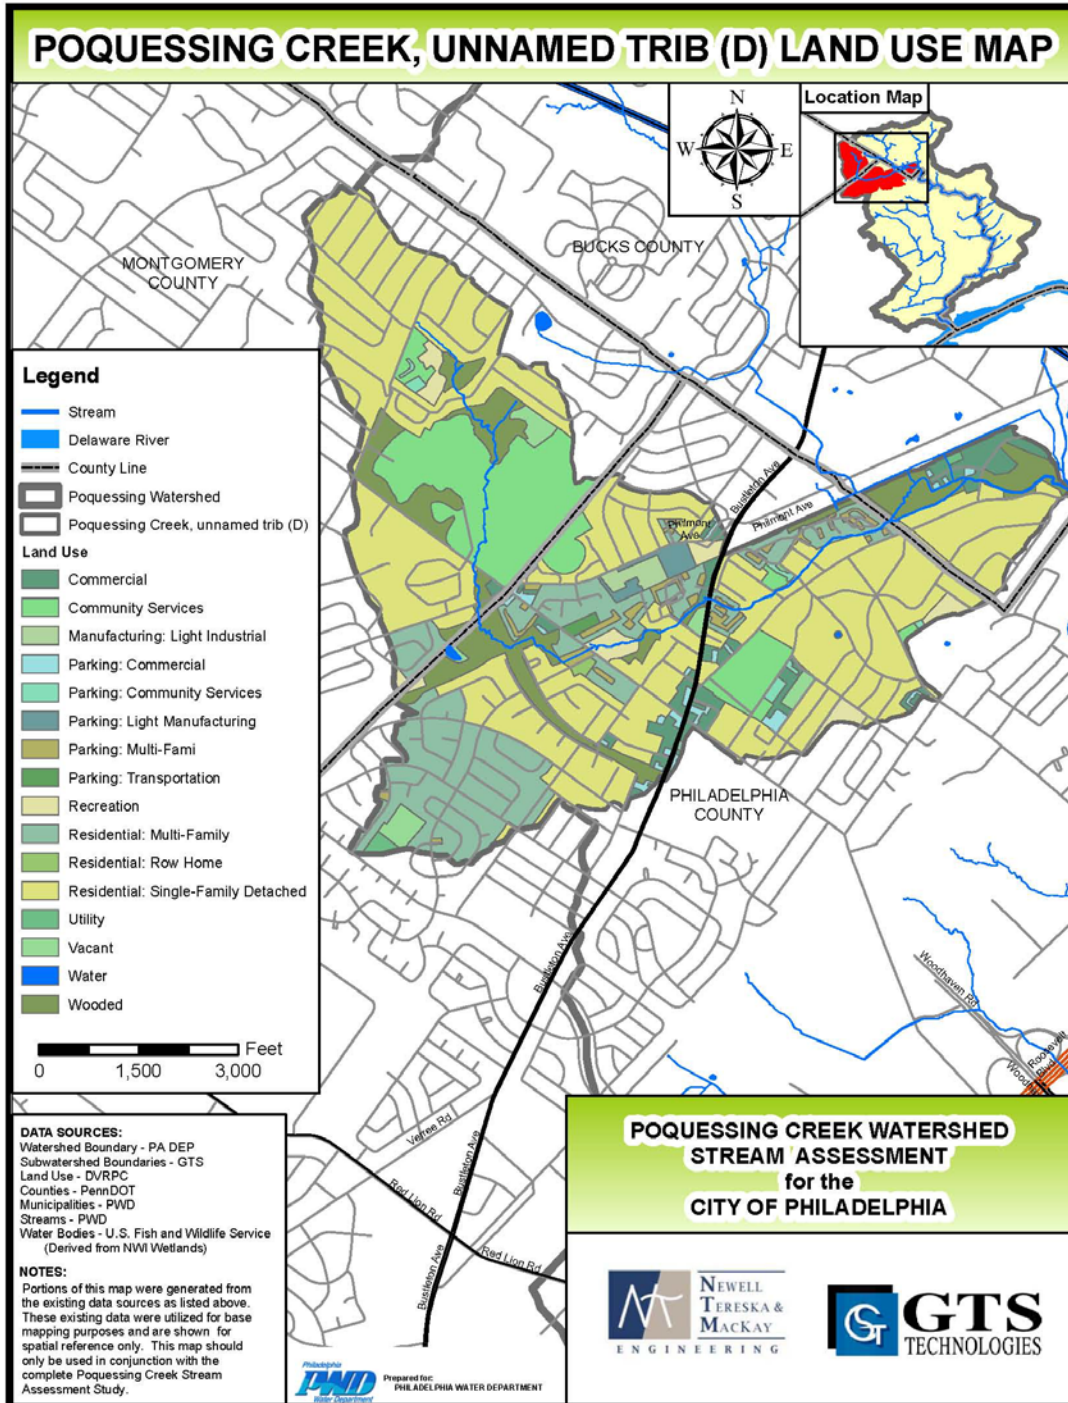 POQUESSING CREEK, UNNAMED TRIB (D) LAND USE MAP
N
W
E
S
Location Map
MONTGOMERY
COUNTY
BUCKS COUNTY
Legend
Stream
Delaware River
County Line
Poquessing Watershed
Poquessing Creek, unnamed trib (D)
Land Use
Commercial
Community Services
Manufacturing: Light Industrial
Parking: Commercial
Parking: Community Services
Parking: Light Manufacturing
Parking: Multi-Fami
Parking: Transportation
Recreation
Residential: Multi-Family
Residential: Row Home
Residential: Single-Family Detached
Utility
Vacant
Water
Wooded
Feet
0
1,500
3,000
Bustleton Ave
Philmont Ave
Philmont
Ave
PHILADELPHIA
COUNTY
Bustleton Ave
Woodhaven Rd
Roosevelt
Blvd
Verree Rd
Bustleton Ave
Red Lion Rd
Red Lion Rd
Bustleton Ave
DATA SOURCES:
Watershed Boundary - PA DEP
Subwatershed Boundaries - GTS
Land Use - DVRPC
Counties - PennDOT
Municipalities - PWD
Streams - PWD
Water Bodies - U.S. Fish and Wildlife Service
(Derived from NWI Wetlands)
NOTES:
Portions of this map were generated from
the existing data sources as listed above.
These existing data were utilized for base
mapping purposes and are shown for
spatial reference only. This map should
only be used in conjunction with the
complete Poquessing Creek Stream
Assessment Study.
Philadelphia
PWD
Water Department
Prepared for:
PHILADELPHIA WATER DEPARTMENT
POQUESSING CREEK WATERSHED
STREAM ASSESSMENT
for the
CITY OF PHILADELPHIA
NEWELL
TERESKA &
MACKAY
ENGINEERING
GTS
GTS
TECHNOLOGIES